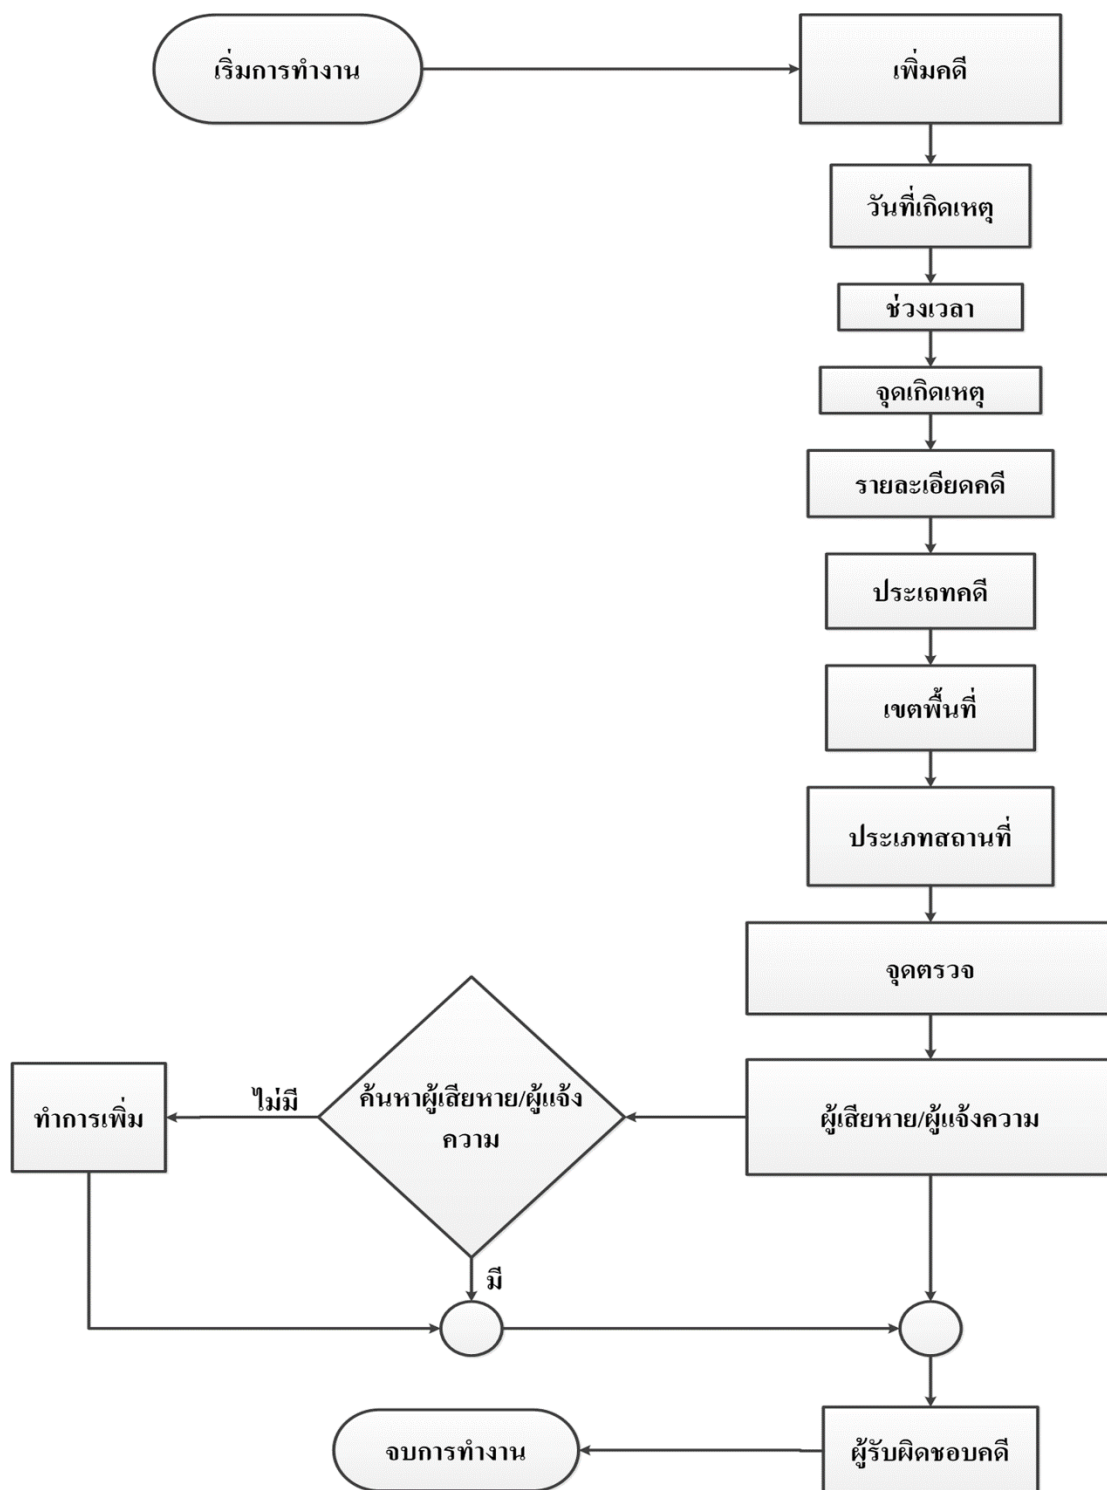 เริ่มการทำงาน
เพิ่มคดี
วันที่เกิดเหตุ
ช่วงเวลา
จุดเกิดเหตุ
รายละเอียดคดี
ประเถทคดี
เขตพื้นที่
ประเภทสถานที่
จุดตรวจ
ผู้เสียหาย/ผู้แจ้งความ
ค้นหาผู้เสียหาย/ผู้แจ้ง
ความ
ไม่มี
ทำการเพิ่ม
มี
ผู้รับผิดชอบคดี
จบการทำงาน